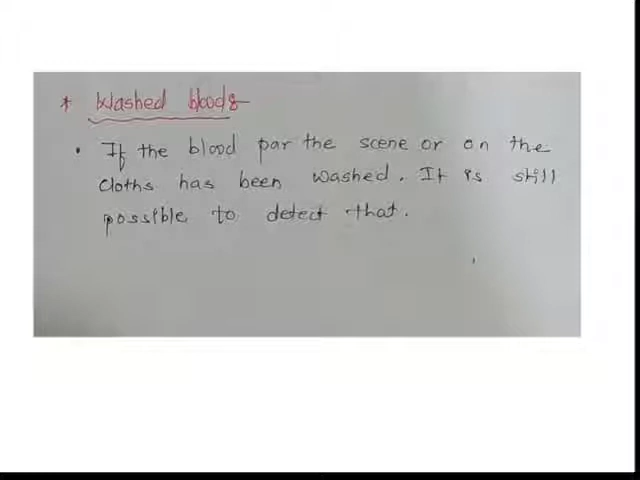 * Washed bloods
• If the blood par the scene or on the
cloths has been washed. It is still
possible to detect that.